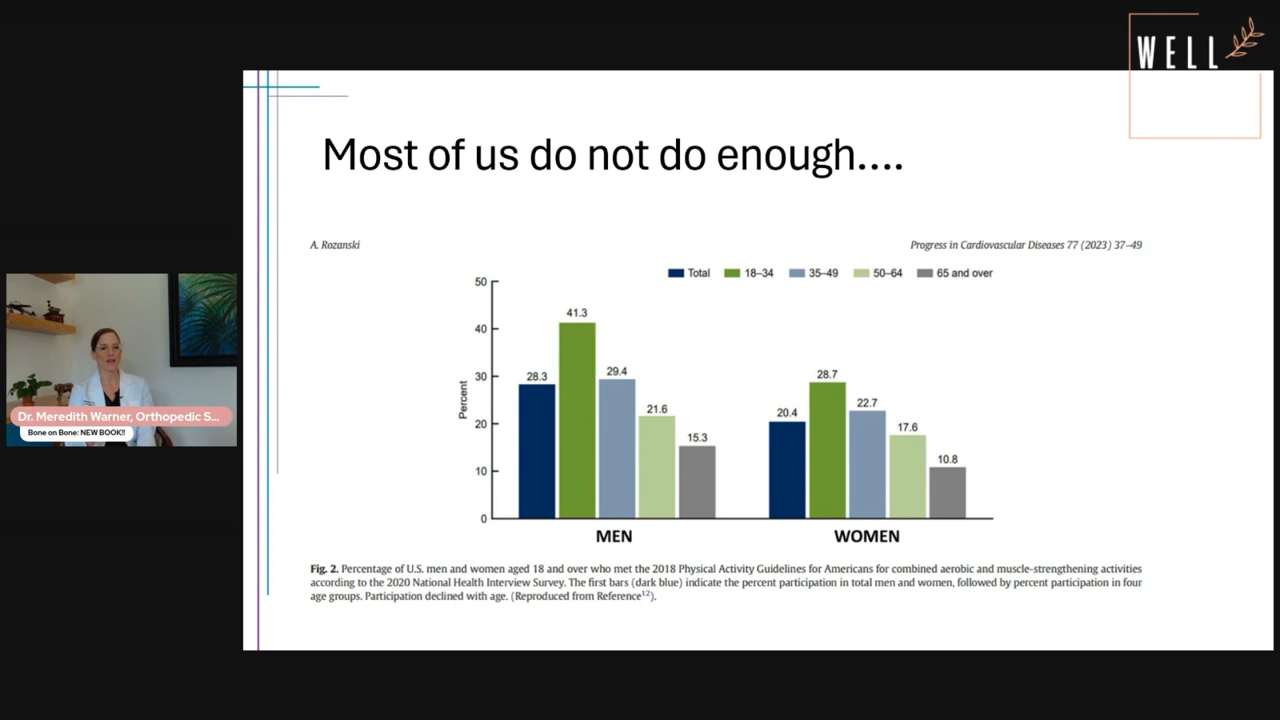 WELL
Most of us do not do enough....
A. Rozanski
Progress in Cardiovascular Diseases 77 (2023) 37–49
Total 18–34 35–49 50–64 65 and over
50
40
30
20
10
0
Percent
28.3
41.3
29.4
21.6
15.3
20.4
28.7
22.7
17.6
10.8
MEN
WOMEN
Fig. 2. Percentage of U.S. men and women aged 18 and over who met the 2018 Physical Activity Guidelines for Americans for combined aerobic and muscle-strengthening activities
according to the 2020 National Health Interview Survey. The first bars (dark blue) indicate the percent participation in total men and women, followed by percent participation in four
age groups. Participation declined with age. (Reproduced from Reference12).
Dr. Meredith Warner, Orthopedic S...
Bone on Bone: NEW BOOK!!